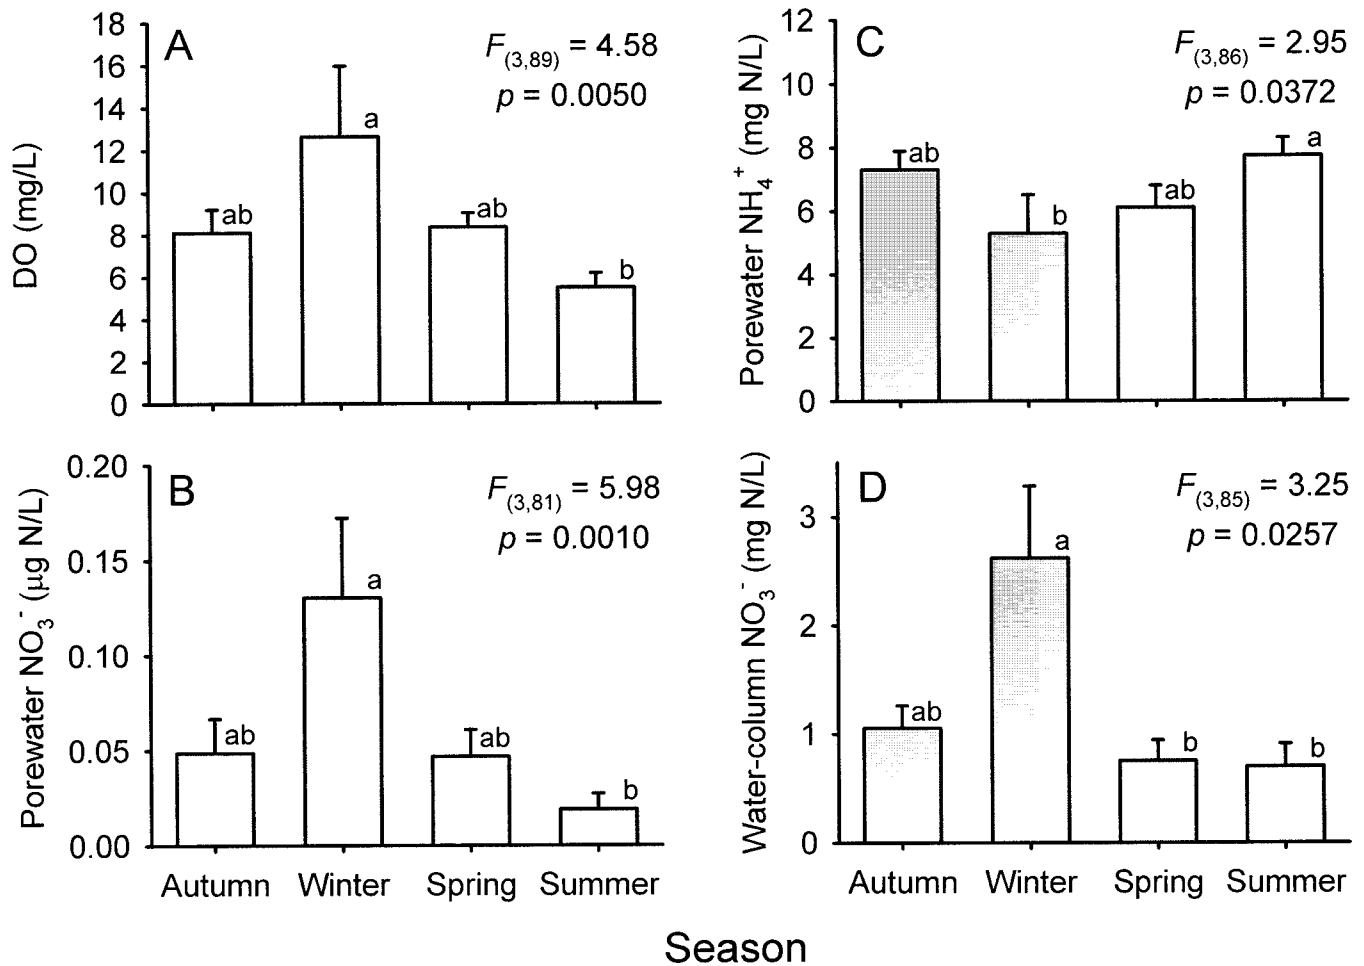 A
F(3,89) = 4.58
p = 0.0050
DO (mg/L)
18
16
14
12
10
8
6
4
2
0
ab
a
ab
b
C
F(3,86) = 2.95
p = 0.0372
Porewater NH4+ (mg N/L)
12
10
8
6
4
2
0
ab
b
ab
a
B
F(3,81) = 5.98
p = 0.0010
Porewater NO3- (µg N/L)
0.20
0.15
0.10
0.05
0.00
ab
a
ab
b
Autumn Winter Spring Summer
D
F(3,85) = 3.25
p = 0.0257
Water-column NO3- (mg N/L)
3
2
1
0
ab
a
b
b
Autumn Winter Spring Summer
Season